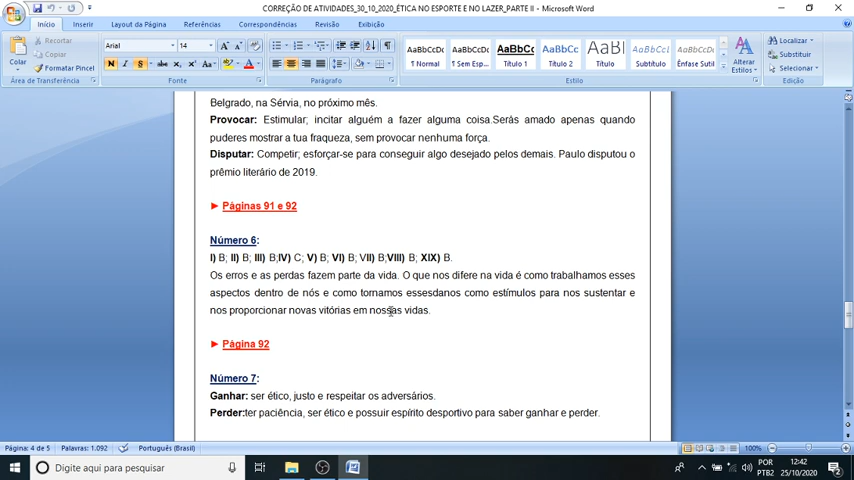 CORREÇÃO DE ATIVIDADES_30_10_2020_ÉTICA NO ESPORTE E NO LAZER_PARTE II - Microsoft Word
Início Inserir Layout da Página Referências Correspondências Revisão Exibição
Colar
Recortar
Copiar
Formatar Pincel
Área de Transferência
Arial 14
N I S abc x₂ x² Aa
Fonte
Parágrafo
AaBbCcDc AaBbCcDc AaBbCc AaBbCc AaBl AaBbCcL AaBbCcDc
¶ Normal ¶ Sem Esp... Título 1 Título 2 Título Subtítulo Ênfase Sutil
Alterar Estilos
Estilo
Localizar
Substituir
Selecionar
Edição
Belgrado, na Sérvia, no próximo mês.
Provocar: Estimular; incitar alguém a fazer alguma coisa.Serás amado apenas quando
puderes mostrar a tua fraqueza, sem provocar nenhuma força.
Disputar: Competir; esforçar-se para conseguir algo desejado pelos demais. Paulo disputou o
prêmio literário de 2019.
► Páginas 91 e 92
Número 6:
I) B; II) B; III) B;IV) C; V) B; VI) B; VII) B;VIII) B; XIX) B.
Os erros e as perdas fazem parte da vida. O que nos difere na vida é como trabalhamos esses
aspectos dentro de nós e como tornamos essesdanos como estímulos para nos sustentar e
nos proporcionar novas vitórias em nossas vidas.
► Página 92
Número 7:
Ganhar: ser ético, justo e respeitar os adversários.
Perder:ter paciência, ser ético e possuir espírito desportivo para saber ganhar e perder.
Página: 4 de 5 Palavras: 1.092 Português (Brasil) 100%
Digite aqui para pesquisar
POR
PTB2
12:42
25/10/2020
2